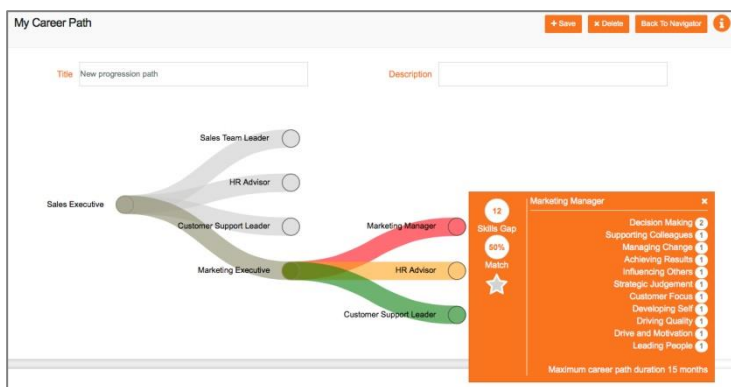 My Career Path
+ Save
× Delete
Back To Navigator
i
Title
New progression path
Description
Sales Team Leader
HR Advisor
Sales Executive
Customer Support Leader
Marketing Manager
Marketing Executive
HR Advisor
Customer Support Leader
12
Skills Gap
50%
Match
Marketing Manager ×
Decision Making 2
Supporting Colleagues 1
Managing Change 1
Achieving Results 1
Influencing Others 1
Strategic Judgement 1
Customer Focus 1
Developing Self 1
Driving Quality 1
Drive and Motivation 1
Leading People 1
Maximum career path duration 15 months